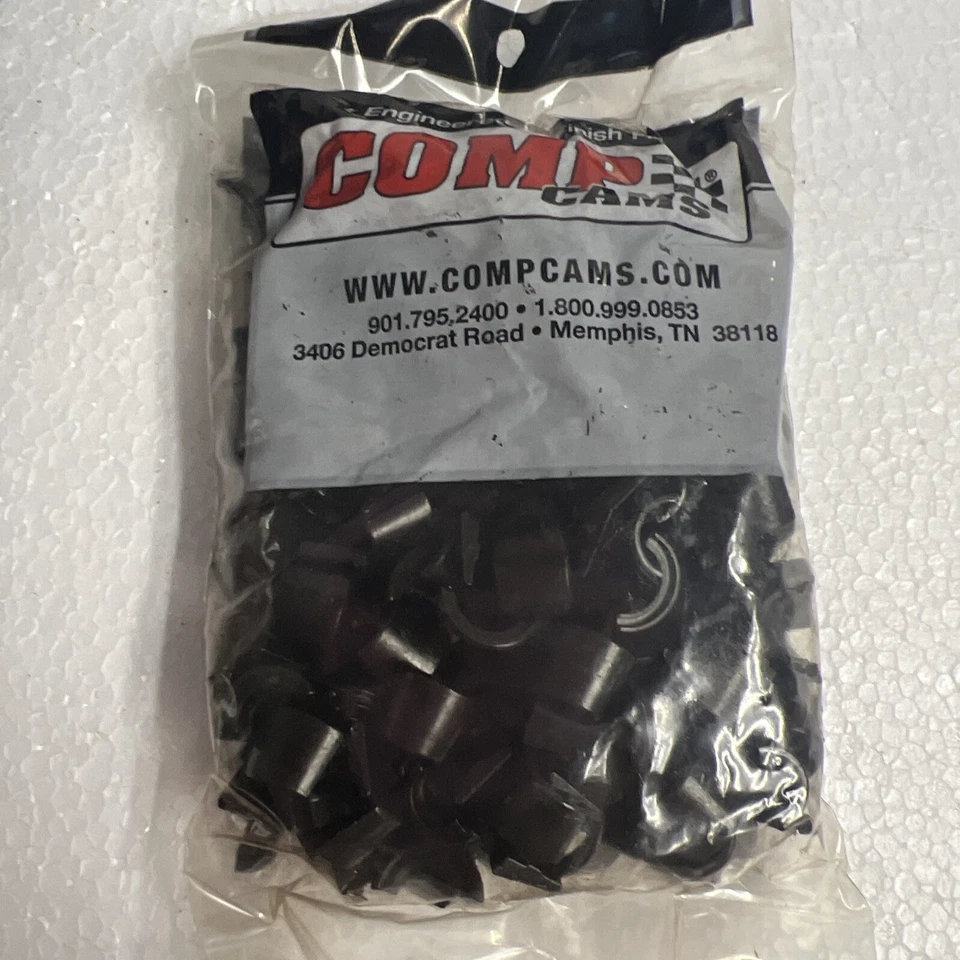 COMP
CAMS®
WWW.COMPCAMS.COM
901.795.2400 • 1.800.999.0853
3406 Democrat Road • Memphis, TN 38118